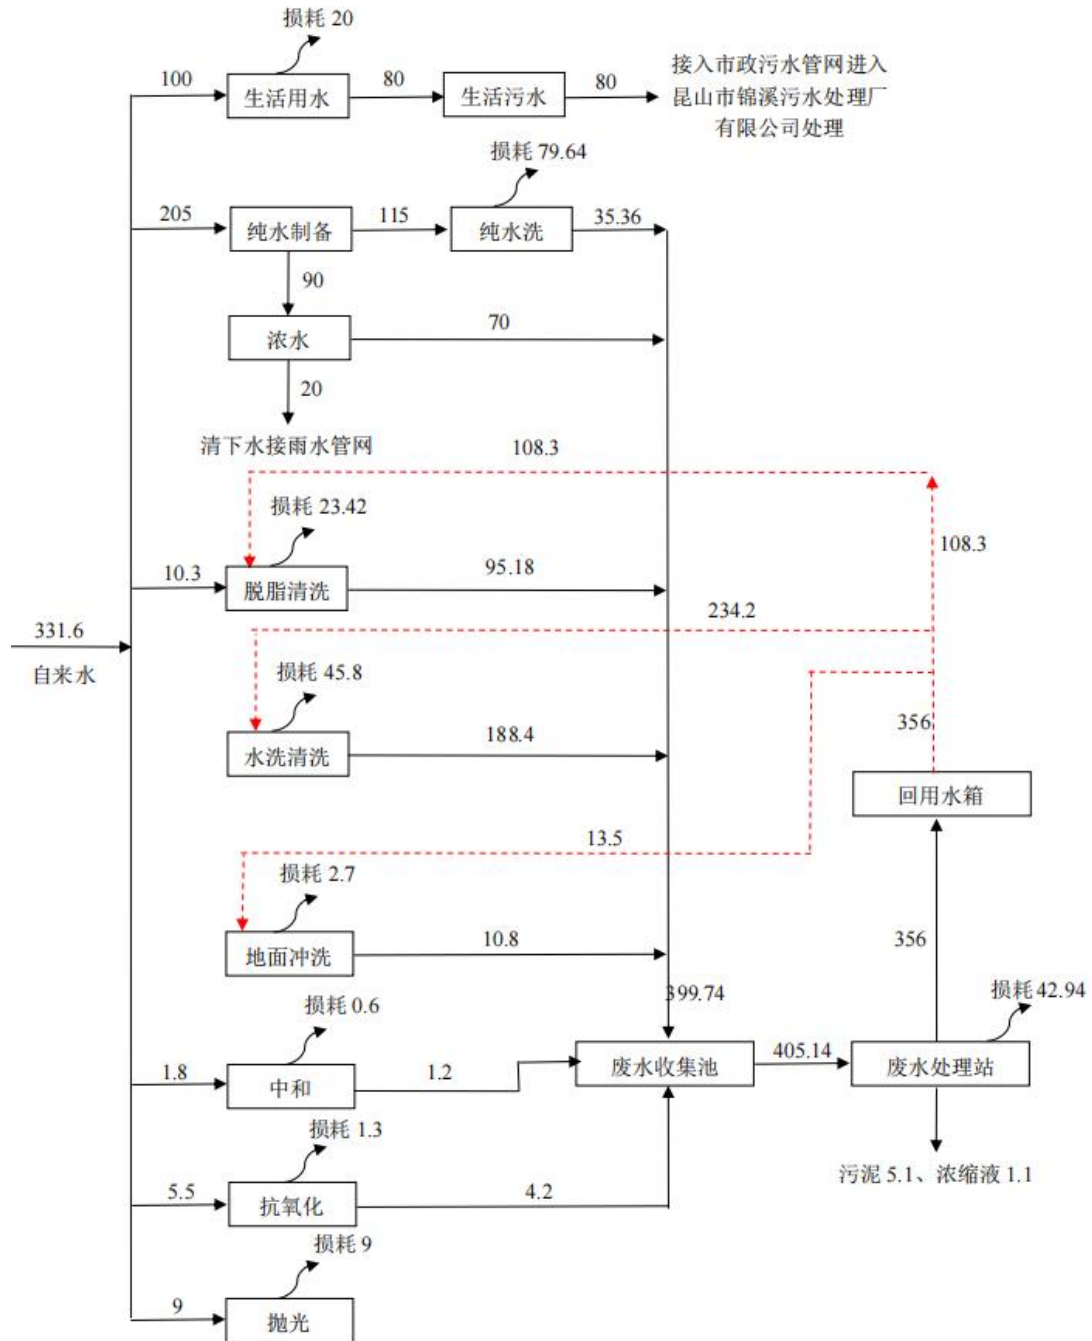 损耗 20
100
生活用水
80
生活污水
80
接入市政污水管网进入
昆山市锦溪污水处理厂
有限公司处理
损耗 79.64
205
纯水制备
115
纯水洗
35.36
90
浓水
70
20
清下水接雨水管网
108.3
损耗 23.42
108.3
10.3
脱脂清洗
95.18
234.2
331.6
自来水
损耗 45.8
水洗清洗
188.4
356
回用水箱
13.5
损耗 2.7
地面冲洗
10.8
356
399.74
损耗 42.94
损耗 0.6
1.8
中和
1.2
废水收集池
405.14
废水处理站
损耗 1.3
污泥 5.1、浓缩液 1.1
5.5
抗氧化
4.2
损耗 9
9
抛光